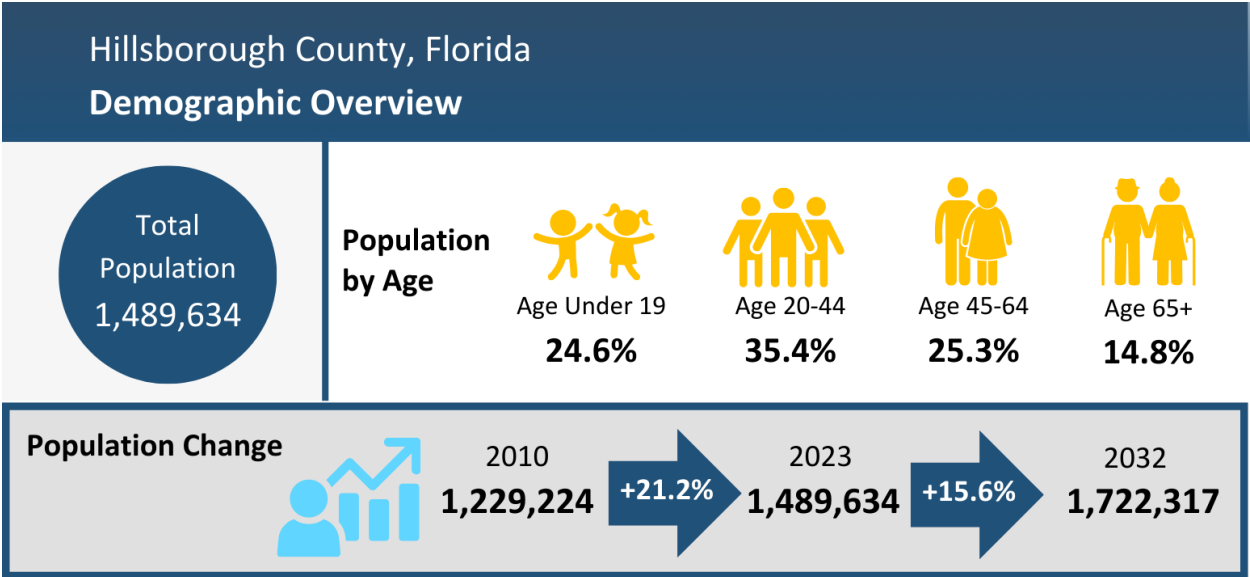 Hillsborough County, Florida
Demographic Overview
Total
Population
1,489,634
Population
by Age
Age Under 19
24.6%
Age 20-44
35.4%
Age 45-64
25.3%
Age 65+
14.8%
Population Change
2010
1,229,224
+21.2%
2023
1,489,634
+15.6%
2032
1,722,317